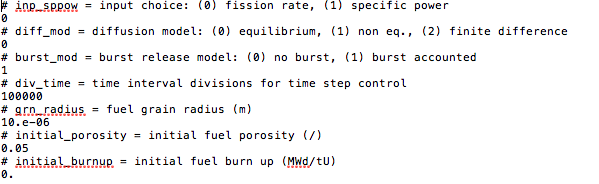 # inp_sppow = input choice: (0) fission rate, (1) specific power
0
# diff_mod = diffusion model: (0) equilibrium, (1) non eq., (2) finite difference
0
# burst_mod = burst release model: (0) no burst, (1) burst accounted
1
# div_time = time interval divisions for time step control
100000
# grn_radius = fuel grain radius (m)
10.e-06
# initial_porosity = initial fuel porosity (/)
0.05
# initial_burnup = initial fuel burn up (MWd/tU)
0.